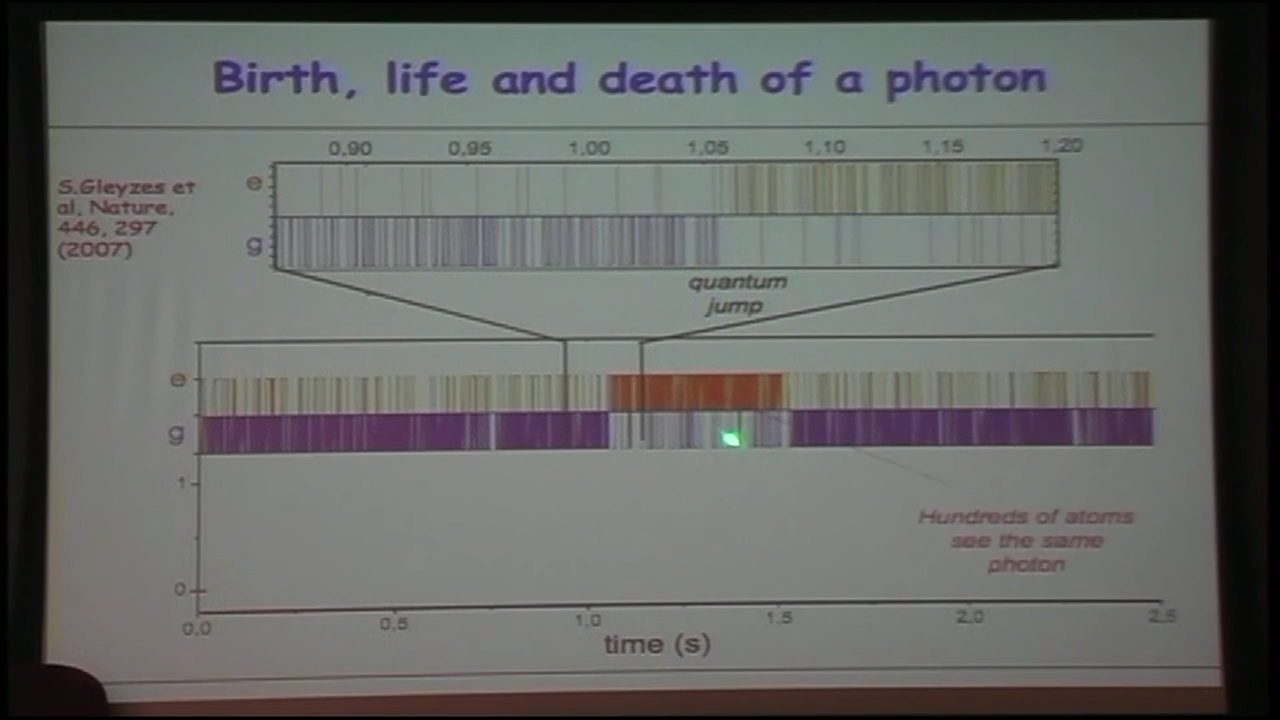 Birth, life and death of a photon
0,90 0,95 1,00 1,05 1,10 1,15 1,20
S.Gleyzes et
al, Nature,
446, 297
(2007)
e
g
quantum
jump
e
g
1
Hundreds of atoms
see the same
photon
0
0,0 0,5 1,0 1,5 2,0 2,5
time (s)